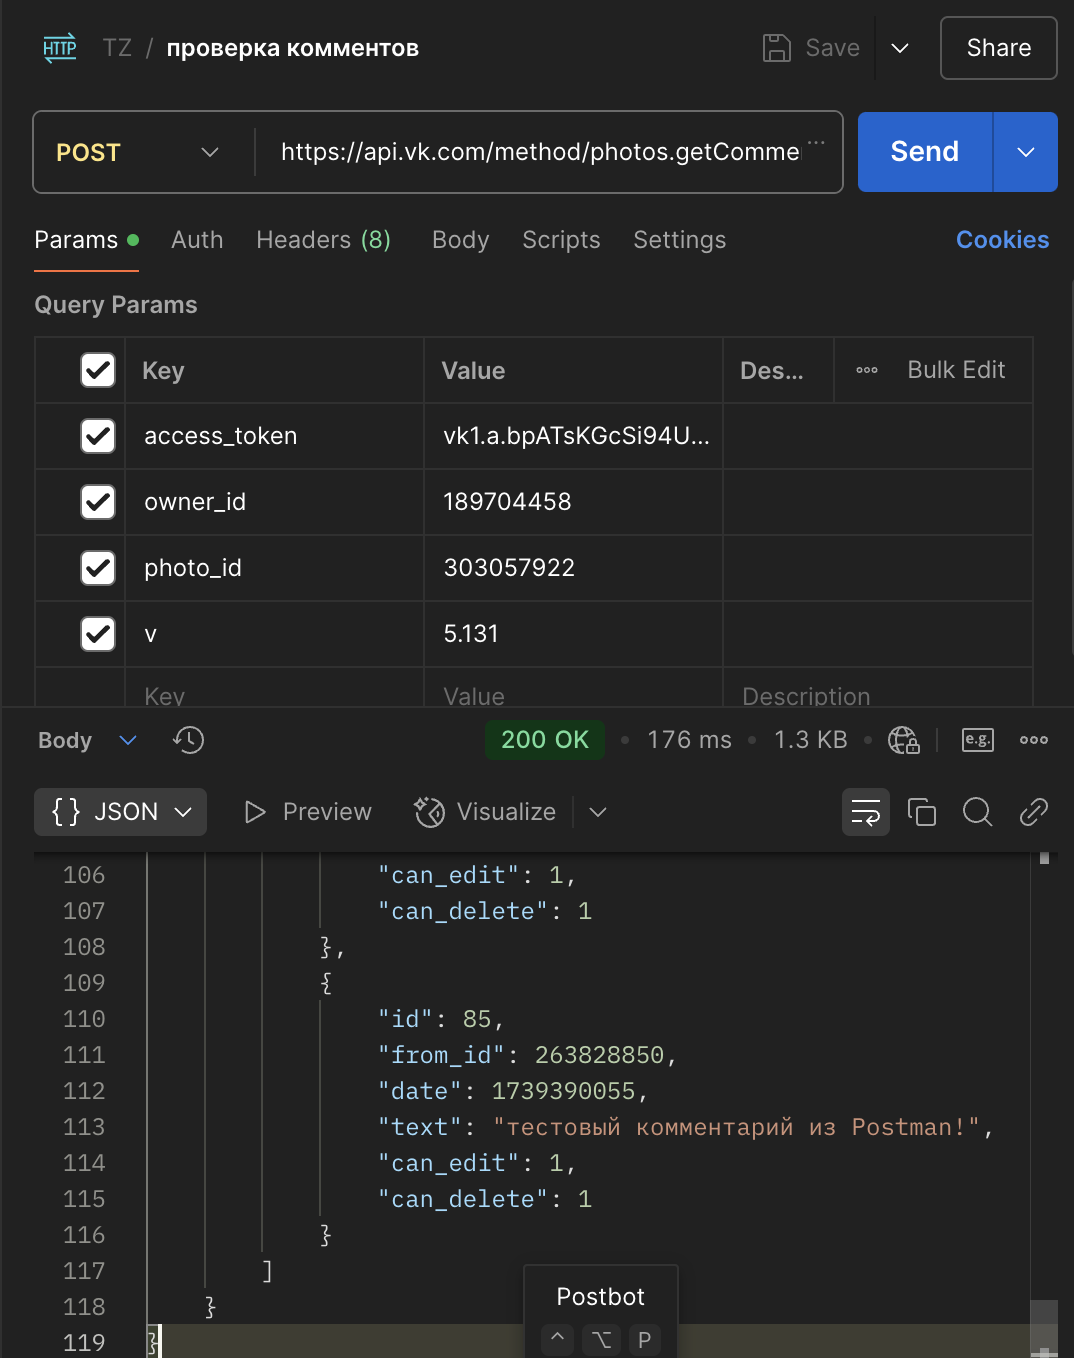 HTTP TZ / проверка комментов Save Share
POST https://api.vk.com/method/photos.getComme ... Send
Params Auth Headers (8) Body Scripts Settings Cookies
Query Params
Key Value Des... Bulk Edit
access_token vk1.a.bpATsKGcSi94U...
owner_id 189704458
photo_id 303057922
v 5.131
Key Value Description
Body 200 OK • 176 ms • 1.3 KB • e.g.
{} JSON Preview Visualize
106 "can_edit": 1,
107 "can_delete": 1
108 },
109 {
110 "id": 85,
111 "from_id": 263828850,
112 "date": 1739390055,
113 "text": "тестовый комментарий из Postman!",
114 "can_edit": 1,
115 "can_delete": 1
116 }
117 ]
118 }
119 }
Postbot
^ ⌥ P